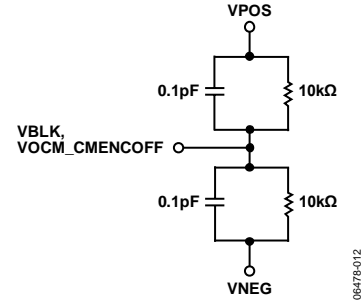 VPOS
0.1pF
10kΩ
VBLK,
VOCM_CMENCOFF
0.1pF
10kΩ
VNEG
06478-012